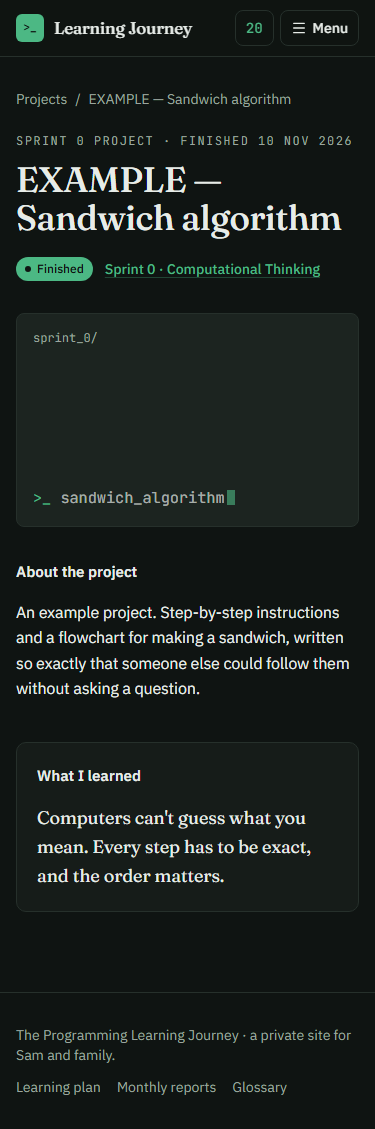 >_ Learning Journey 20 ☰ Menu
Projects / EXAMPLE — Sandwich algorithm
SPRINT 0 PROJECT · FINISHED 10 NOV 2026
EXAMPLE —
Sandwich algorithm
Finished Sprint 0 · Computational Thinking
sprint_0/
>_ sandwich_algorithm
About the project
An example project. Step-by-step instructions
and a flowchart for making a sandwich, written
so exactly that someone else could follow them
without asking a question.
What I learned
Computers can't guess what you
mean. Every step has to be exact,
and the order matters.
The Programming Learning Journey · a private site for
Sam and family.
Learning plan Monthly reports Glossary